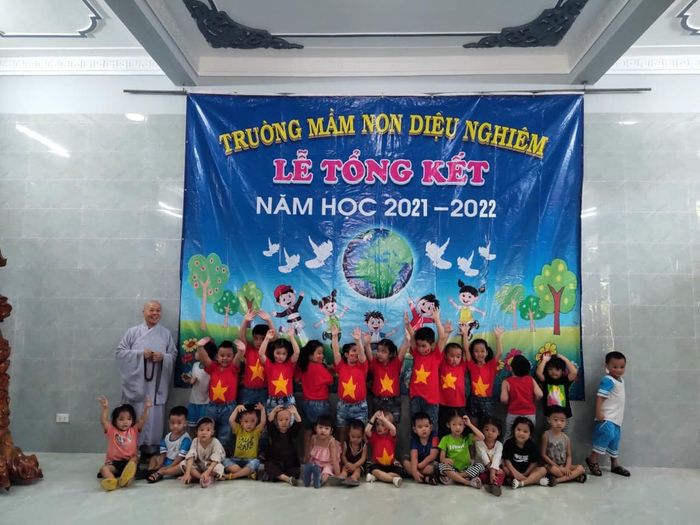 TRƯỜNG MẦM NON DIỆU NGHIÊM
LỄ TỔNG KẾT
NĂM HỌC 2021-2022